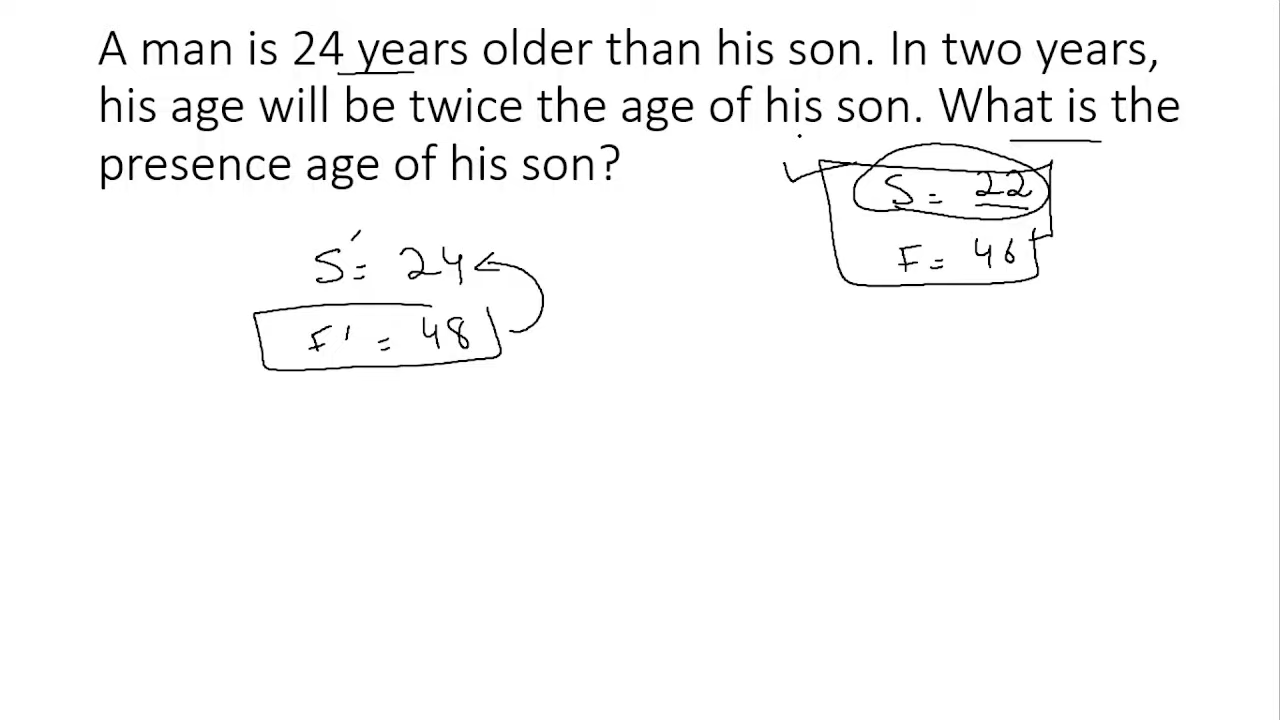 A man is 24 years older than his son. In two years,
his age will be twice the age of his son. What is the
presence age of his son?
S = 22
F = 46
S' = 24
F' = 48